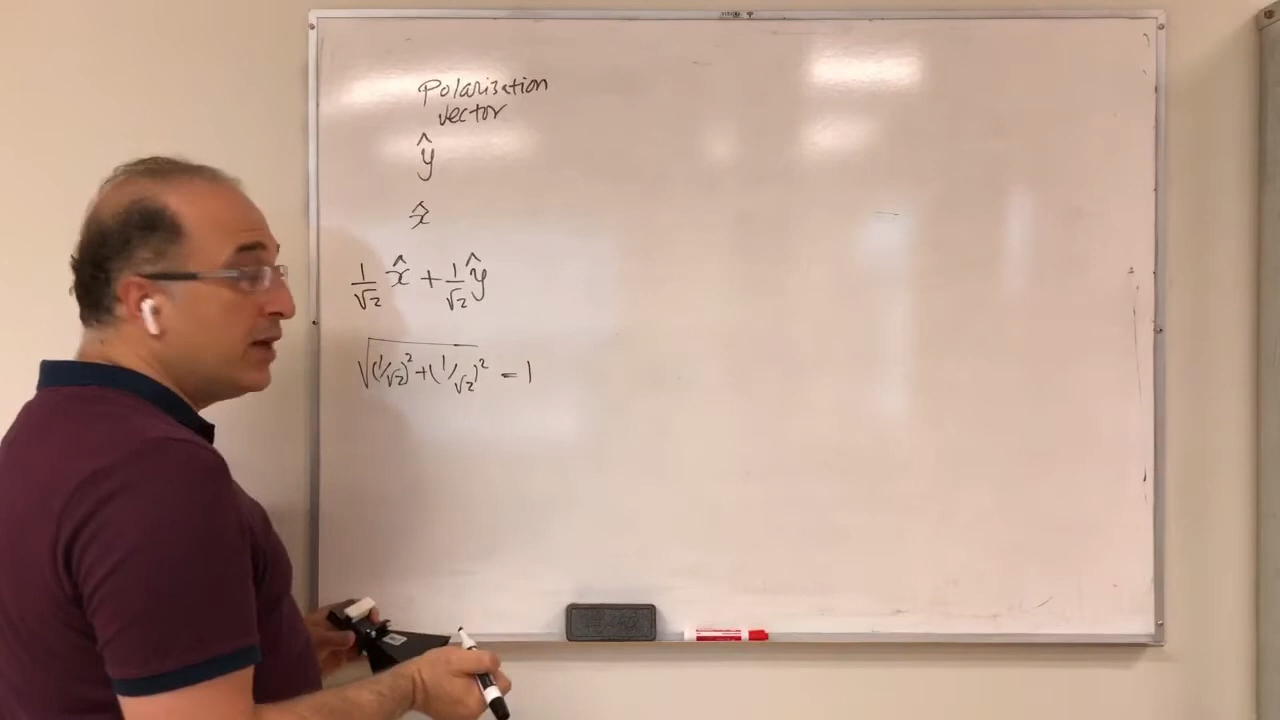 Polarization
vector
ŷ
x̂
1/√2 x̂ + 1/√2 ŷ
√(1/√2)² + (1/√2)² = 1